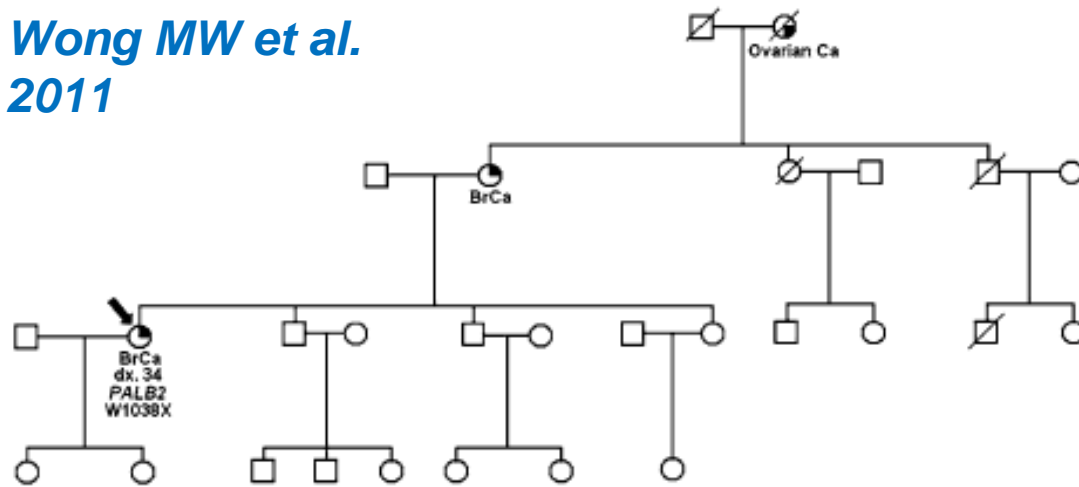 Wong MW et al.
2011
Ovarian Ca
BrCa
BrCa
dx. 34
PALB2
W1038X